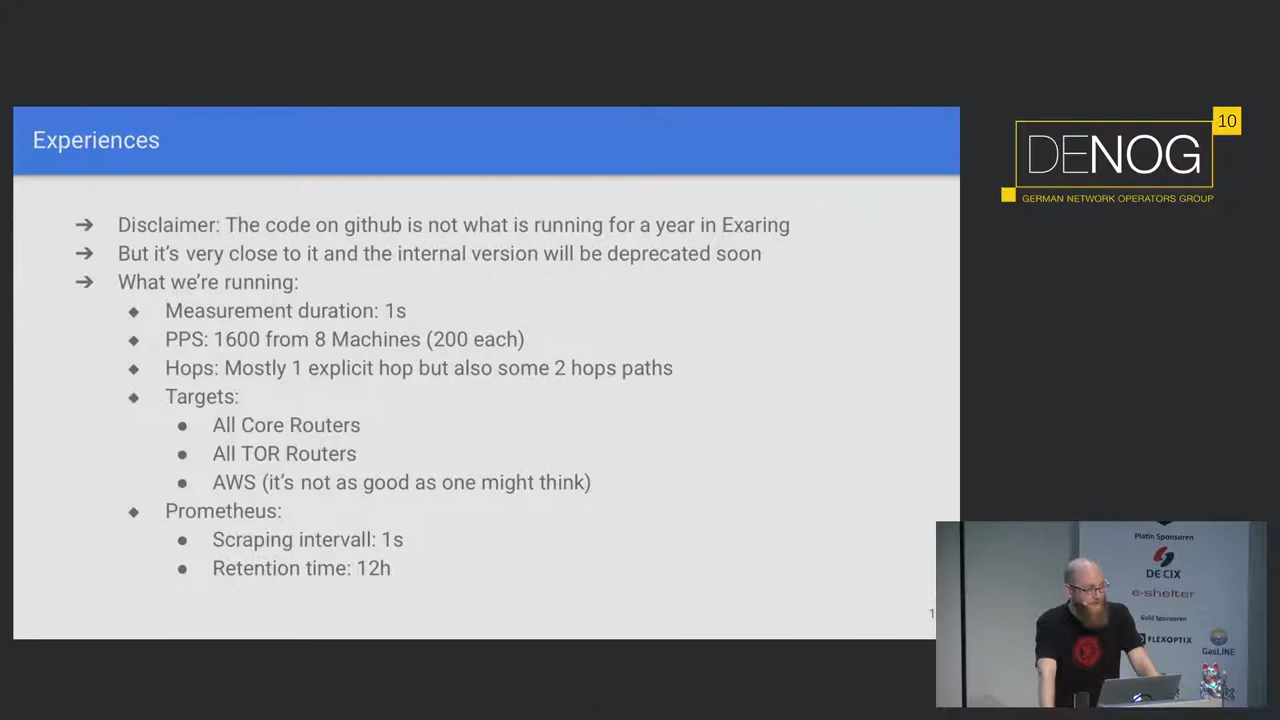 Experiences
➔ Disclaimer: The code on github is not what is running for a year in Exaring
➔ But it's very close to it and the internal version will be deprecated soon
➔ What we're running:
◆ Measurement duration: 1s
◆ PPS: 1600 from 8 Machines (200 each)
◆ Hops: Mostly 1 explicit hop but also some 2 hops paths
◆ Targets:
● All Core Routers
● All TOR Routers
● AWS (it's not as good as one might think)
◆ Prometheus:
● Scraping intervall: 1s
● Retention time: 12h
10
DENOG
GERMAN NETWORK OPERATORS GROUP
Platin Sponsoren
DE CIX
e-shelter
Gold Sponsoren
FLEXOPTIX
GasLINE